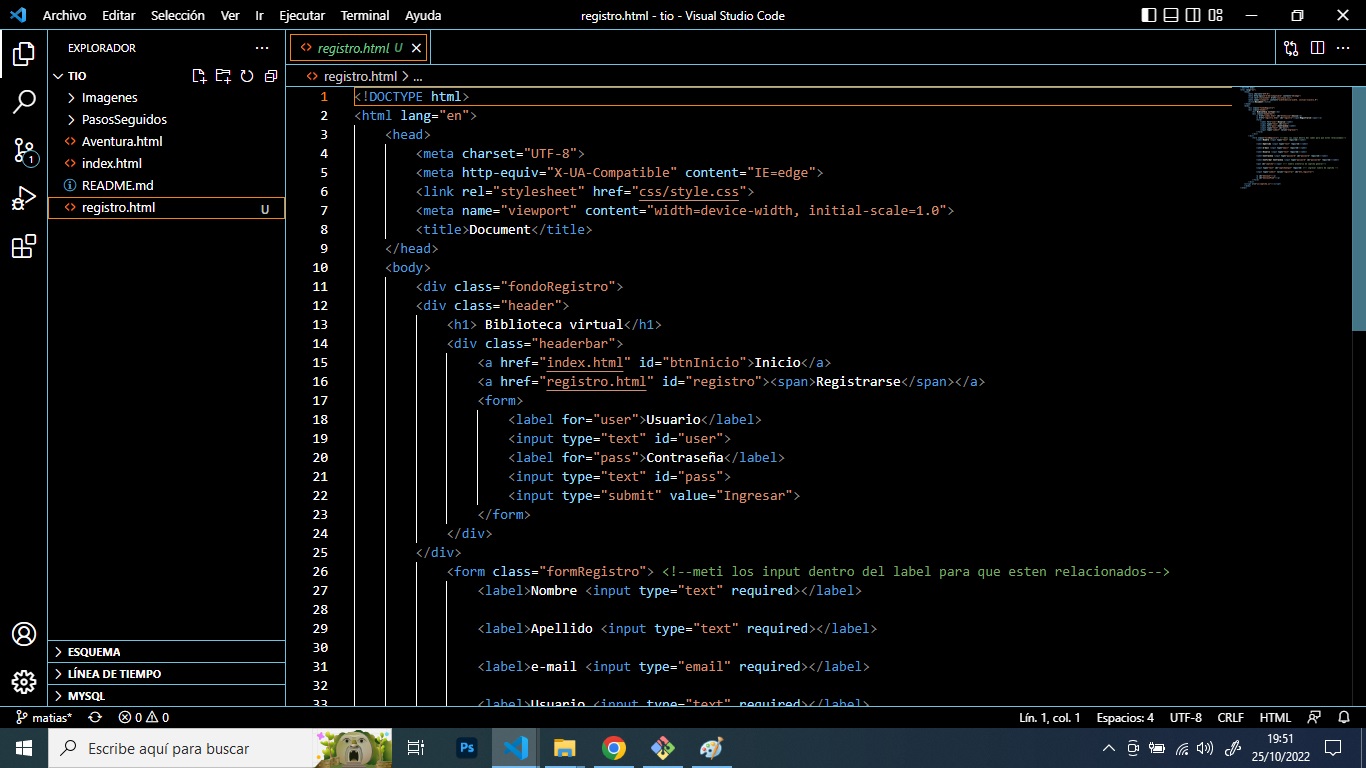 Archivo Editar Selección Ver Ir Ejecutar Terminal Ayuda
registro.html - tio - Visual Studio Code
EXPLORADOR
TIO
Imagenes
PasosSeguidos
Aventura.html
index.html
README.md
registro.html U
ESQUEMA
LÍNEA DE TIEMPO
MYSQL
registro.html U
registro.html > ...
1 <!DOCTYPE html>
2 <html lang="en">
3 <head>
4 <meta charset="UTF-8">
5 <meta http-equiv="X-UA-Compatible" content="IE=edge">
6 <link rel="stylesheet" href="css/style.css">
7 <meta name="viewport" content="width=device-width, initial-scale=1.0">
8 <title>Document</title>
9 </head>
10 <body>
11 <div class="fondoRegistro">
12 <div class="header">
13 <h1> Biblioteca virtual</h1>
14 <div class="headerbar">
15 <a href="index.html" id="btnInicio">Inicio</a>
16 <a href="registro.html" id="registro"><span>Registrarse</span></a>
17 <form>
18 <label for="user">Usuario</label>
19 <input type="text" id="user">
20 <label for="pass">Contraseña</label>
21 <input type="text" id="pass">
22 <input type="submit" value="Ingresar">
23 </form>
24 </div>
25 </div>
26 <form class="formRegistro"> <!--meti los input dentro del label para que esten relacionados-->
27 <label>Nombre <input type="text" required></label>
28
29 <label>Apellido <input type="text" required></label>
30
31 <label>e-mail <input type="email" required></label>
32
33 <label>Usuario <input type="text" required></label>
1
matias* 0 0
Lín. 1, col. 1 Espacios: 4 UTF-8 CRLF HTML
Escribe aquí para buscar
Ps
19:51
25/10/2022